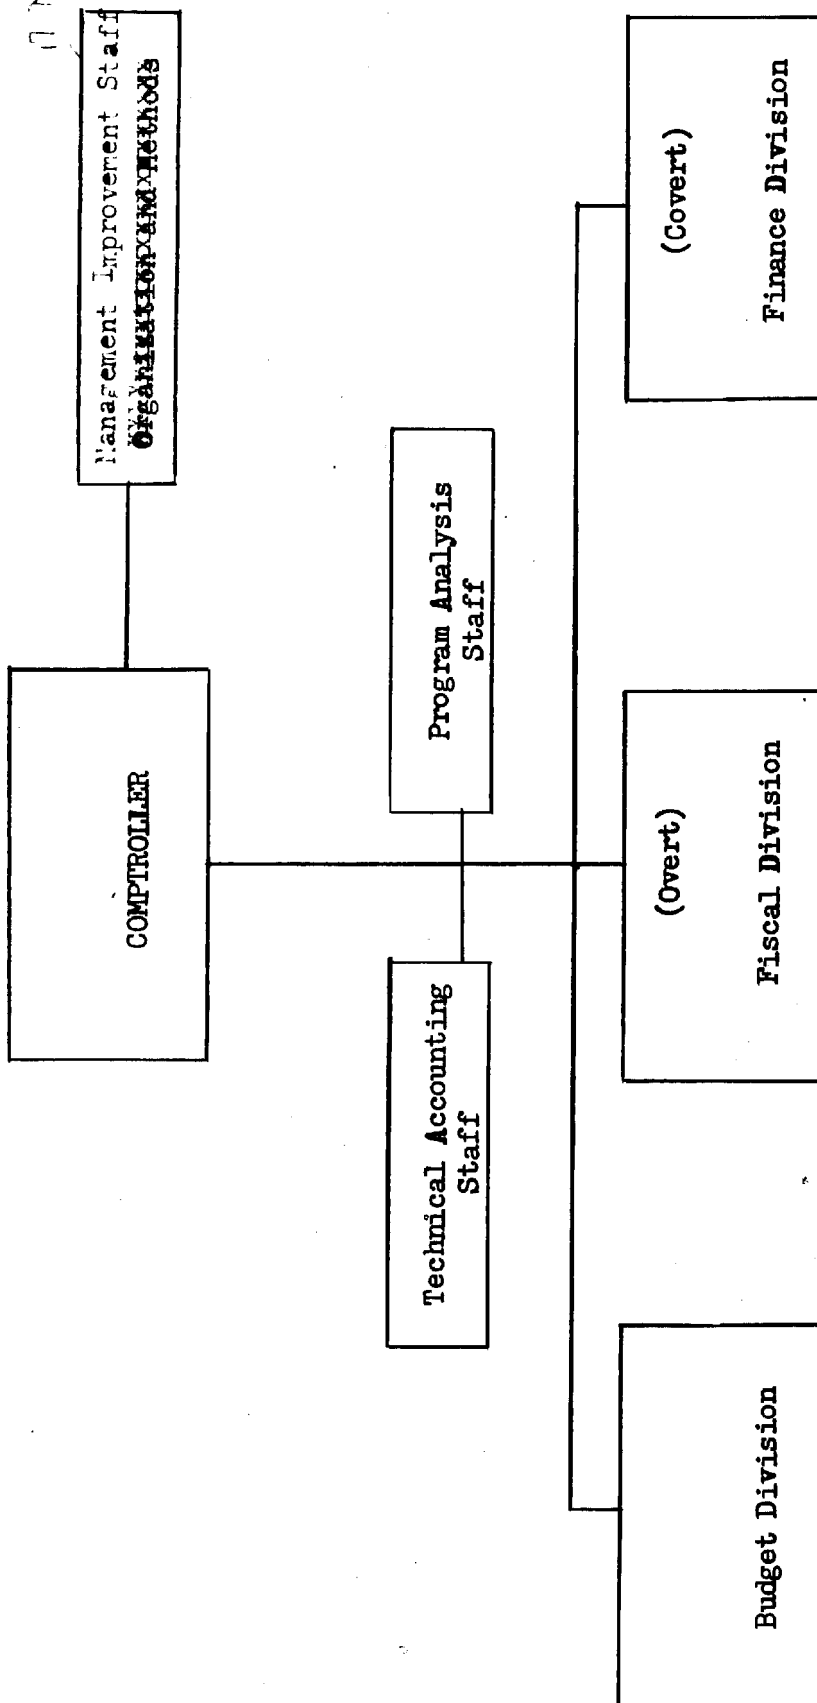 Management Improvement Staff
Organization and Methods
COMPTROLLER
Technical Accounting
Staff
Program Analysis
Staff
Budget Division
(Overt)
Fiscal Division
(Covert)
Finance Division